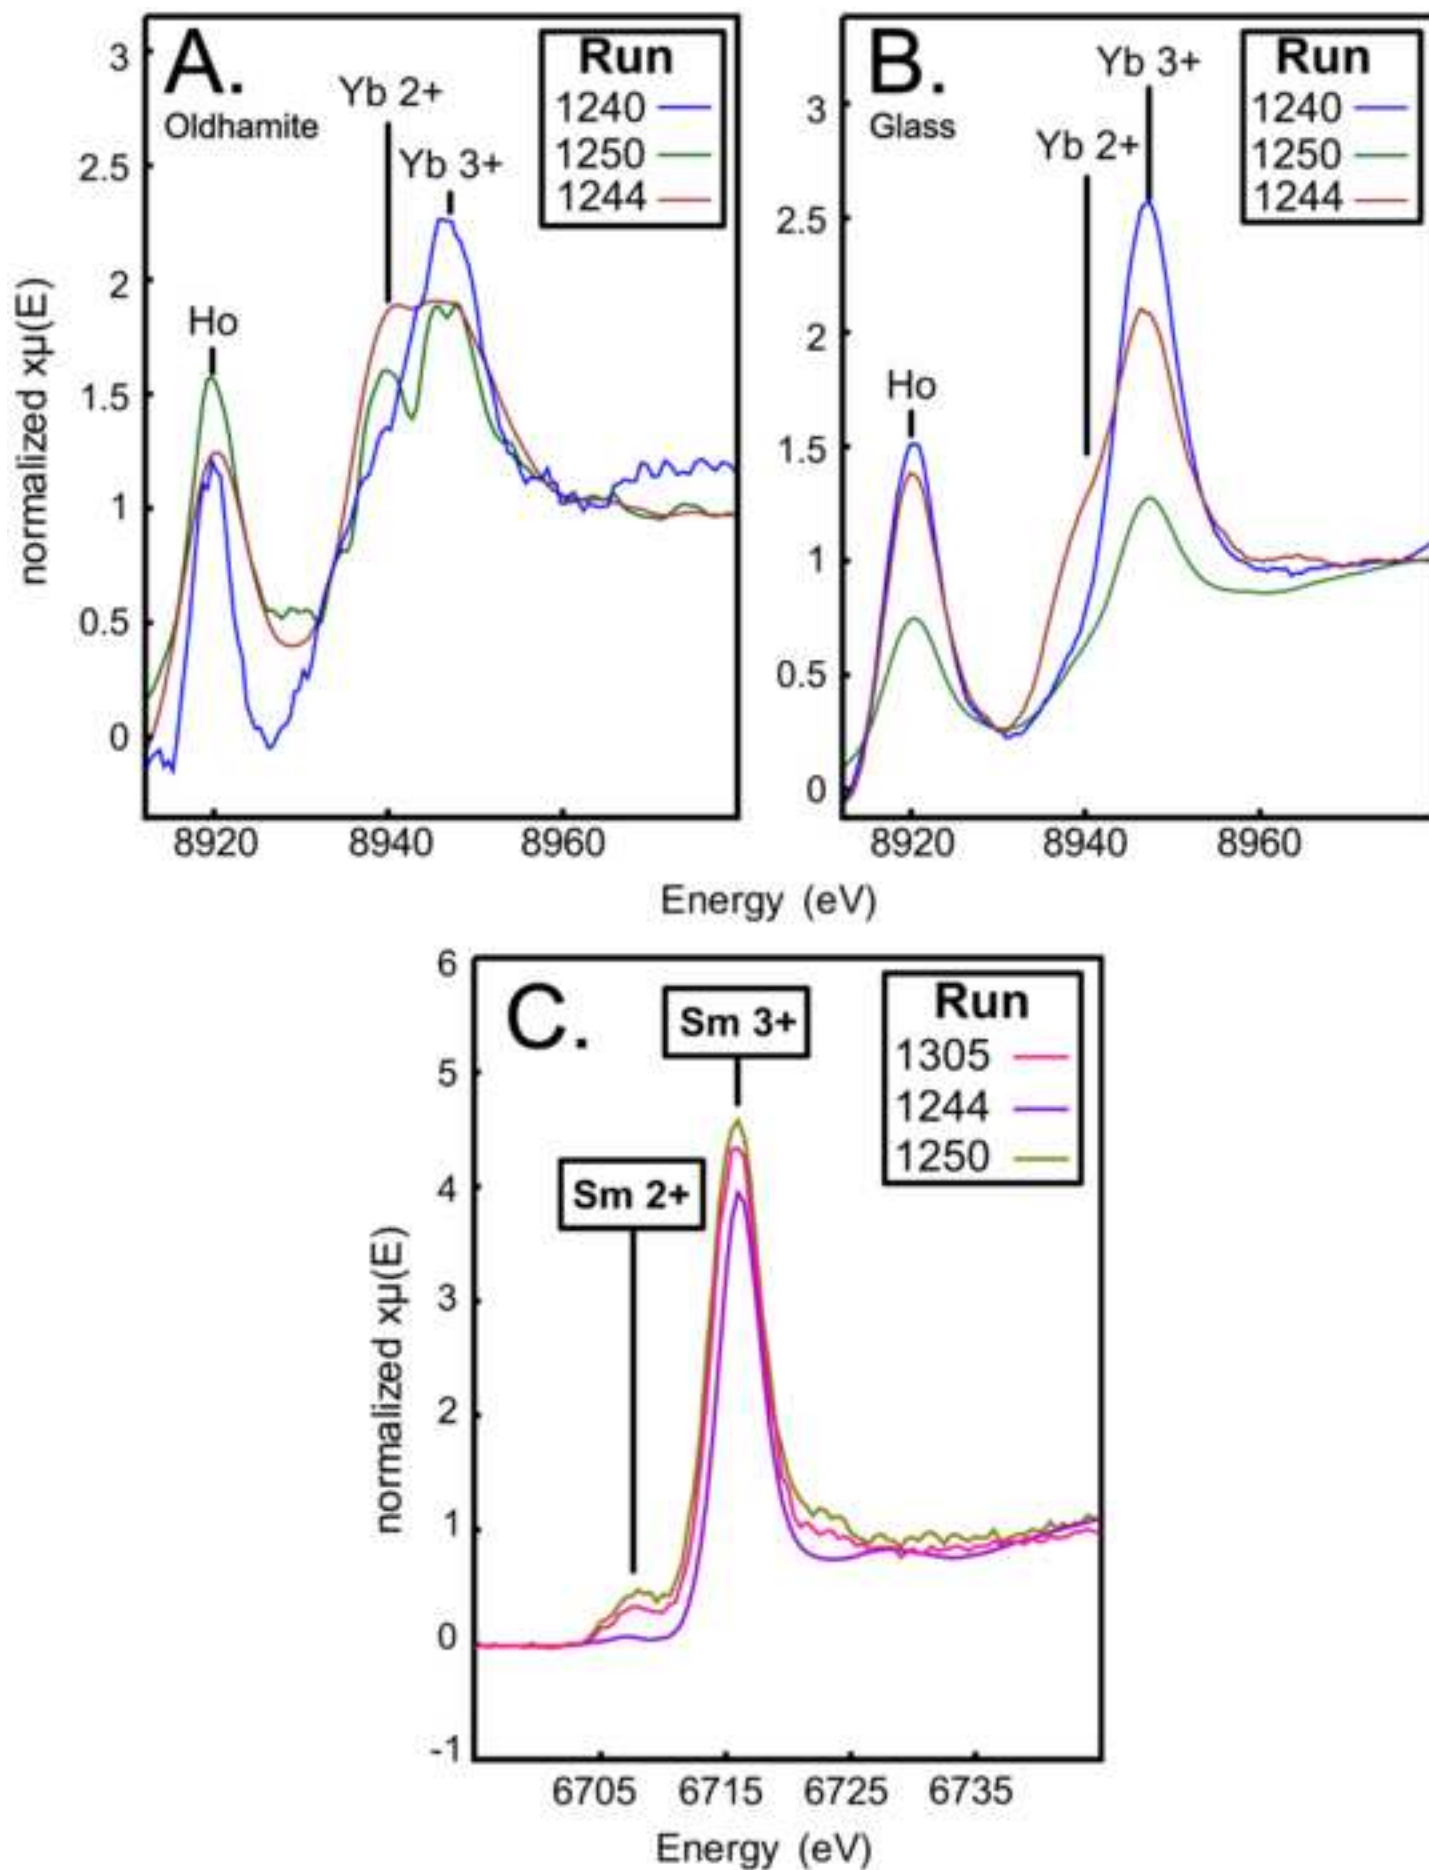 A.
Oldhamite
Run
1240
1250
1244
Yb 2+
Yb 3+
Ho
3
2.5
2
1.5
1
0.5
0
8920 8940 8960
B.
Glass
Run
1240
1250
1244
Yb 3+
Yb 2+
Ho
3
2.5
2
1.5
1
0.5
0
8920 8940 8960
normalized xμ(E)
Energy (eV)
C.
Run
1305
1244
1250
Sm 3+
Sm 2+
6
5
4
3
2
1
0
-1
normalized xμ(E)
6705 6715 6725 6735
Energy (eV)